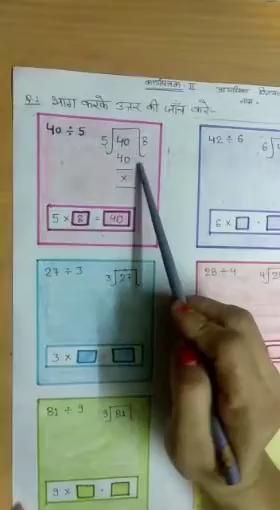 कार्यपत्रक - II
प्र.1 भाग करके उत्तर की जाँच करे-
नाम -
40 ÷ 5
5 40 8
40
×
5 × 8 = 40
42 ÷ 6
6
6 ×
27 ÷ 3
3 27
3 × =
28 ÷ 4
4
81 ÷ 9
9 81
9 × =